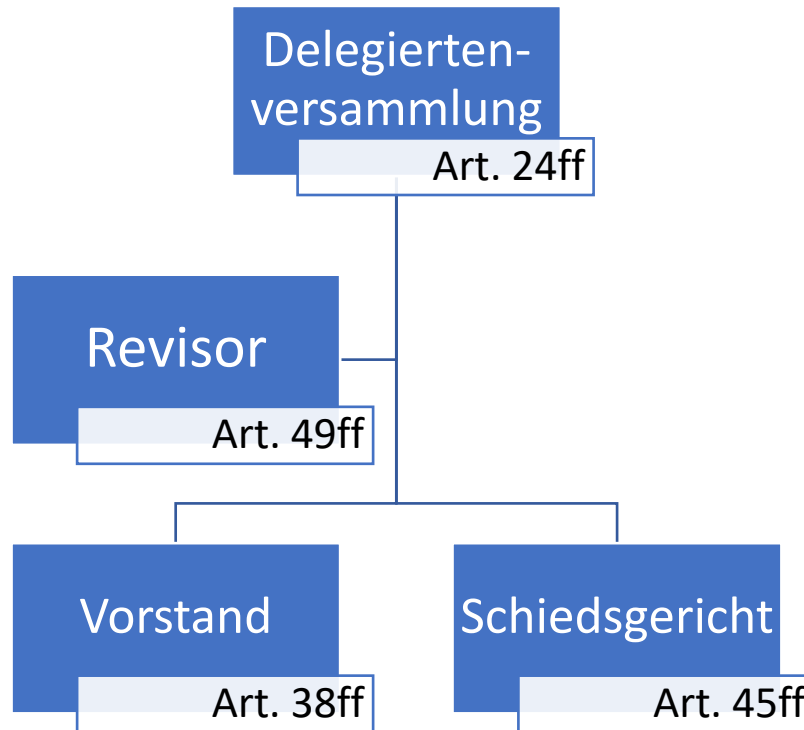 Delegierten-
versammlung
Art. 24ff
Revisor
Art. 49ff
Vorstand
Art. 38ff
Schiedsgericht
Art. 45ff